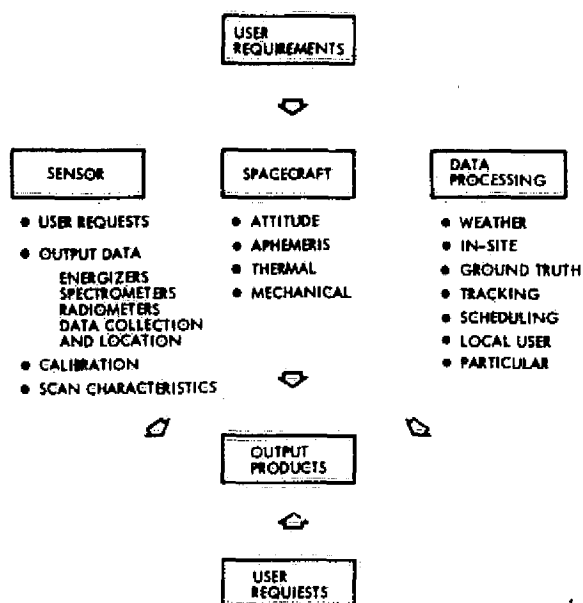 USER
REQUIREMENTS
SENSOR
● USER REQUESTS
● OUTPUT DATA
ENERGIZERS
SPECTROMETERS
RADIOMETERS
DATA COLLECTION
AND LOCATION
● CALIBRATION
● SCAN CHARACTERISTICS
SPACECRAFT
● ATTITUDE
● APHEMERIS
● THERMAL
● MECHANICAL
DATA
PROCESSING
● WEATHER
● IN-SITE
● GROUND TRUTH
● TRACKING
● SCHEDULING
● LOCAL USER
● PARTICULAR
OUTPUT
PRODUCTS
USER
REQUIESTS